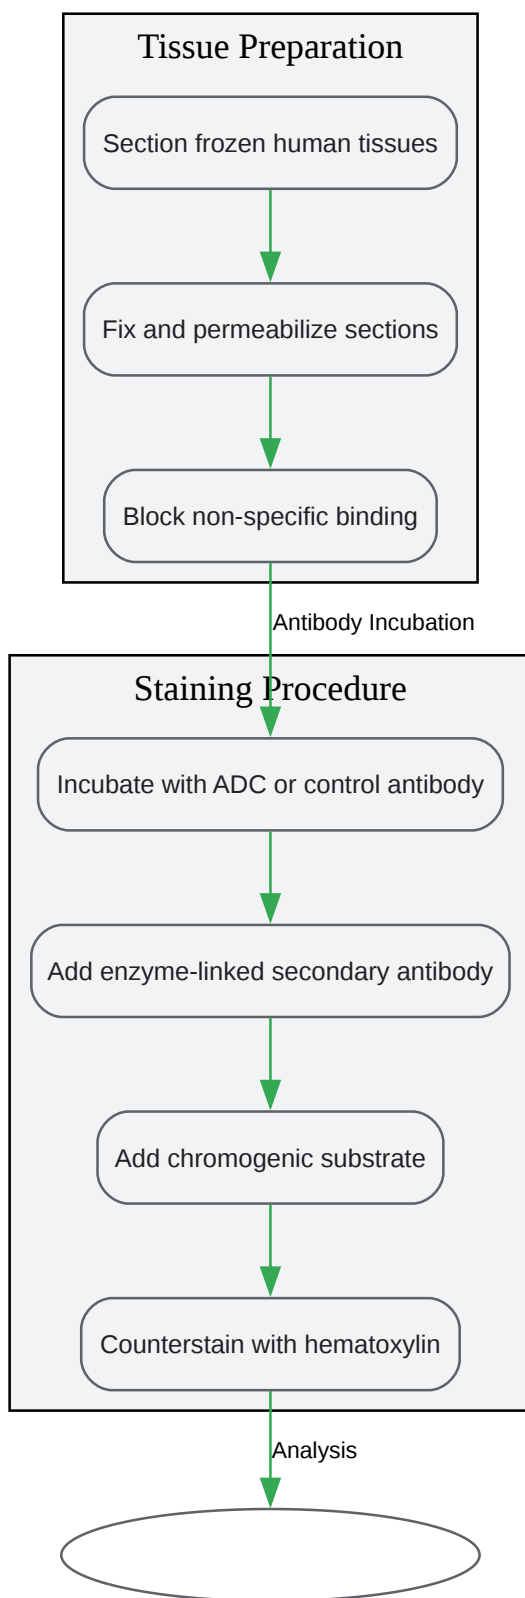 Tissue Preparation
Section frozen human tissues
Fix and permeabilize sections
Block non-specific binding
Antibody Incubation
Staining Procedure
Incubate with ADC or control antibody
Add enzyme-linked secondary antibody
Add chromogenic substrate
Counterstain with hematoxylin
Analysis